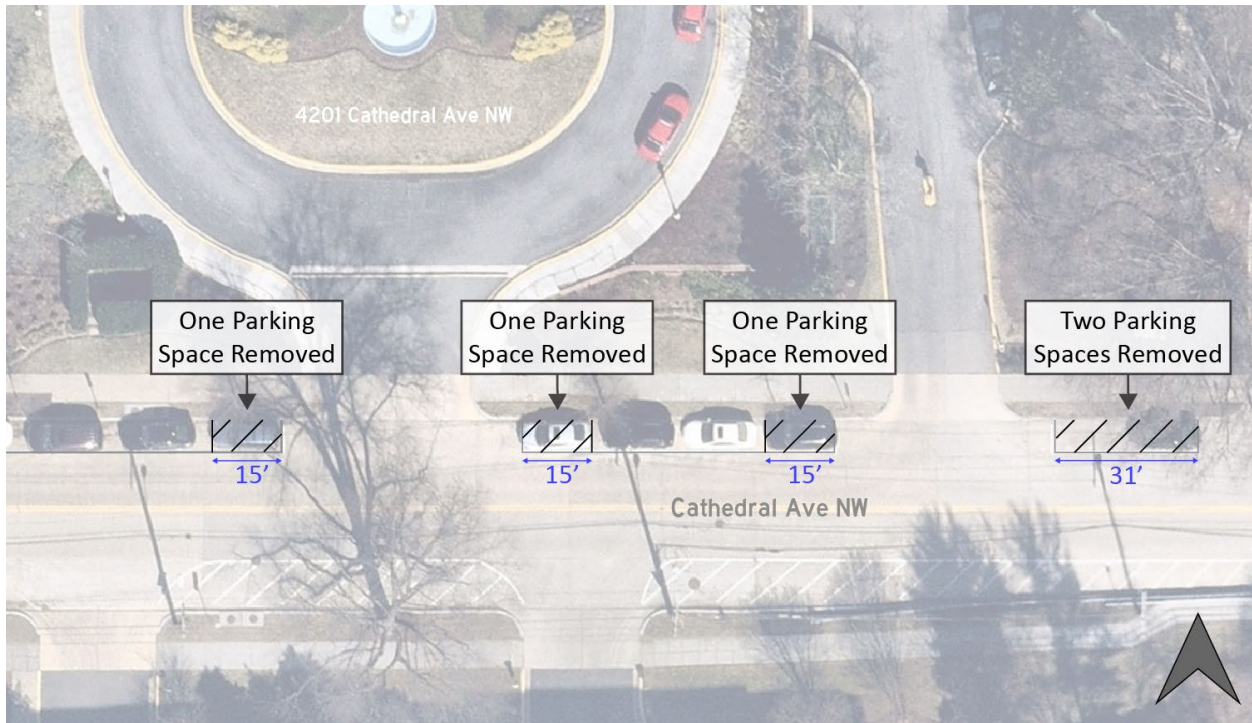 4201 Cathedral Ave NW
One Parking
Space Removed
One Parking
Space Removed
One Parking
Space Removed
Two Parking
Spaces Removed
15’
15’
15’
31’
Cathedral Ave NW